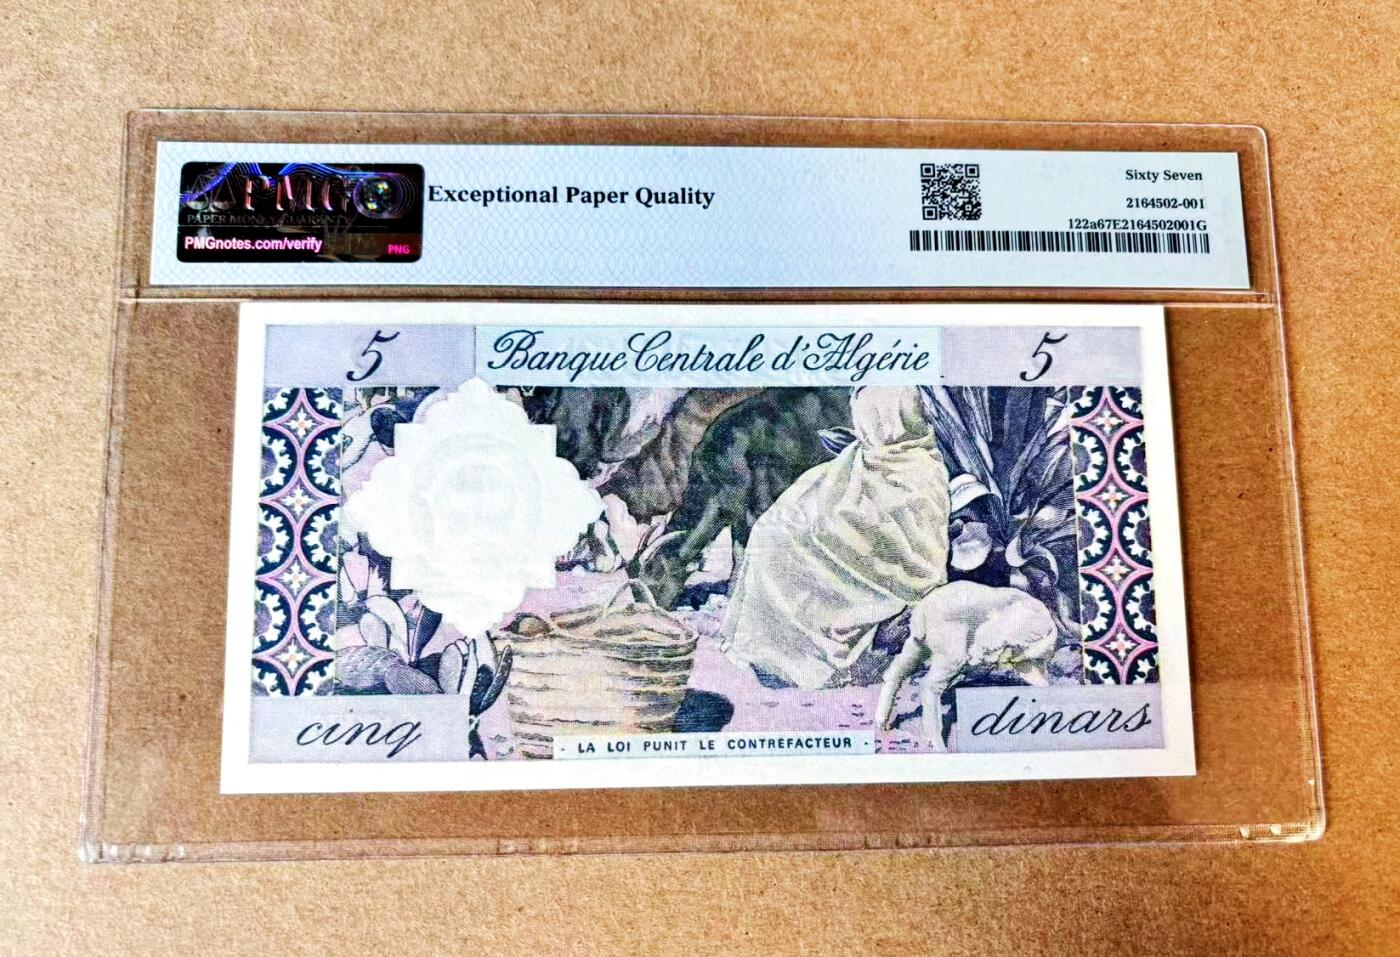 PMG
PAPER MONEY GUARANTY
PMGnotes.com/verify
PNG
Exceptional Paper Quality
Sixty Seven
2164502-001
122a67E2164502001G
5
Banque Centrale d'Algérie
5
cinq
dinars
- LA LOI PUNIT LE CONTREFACTEUR -